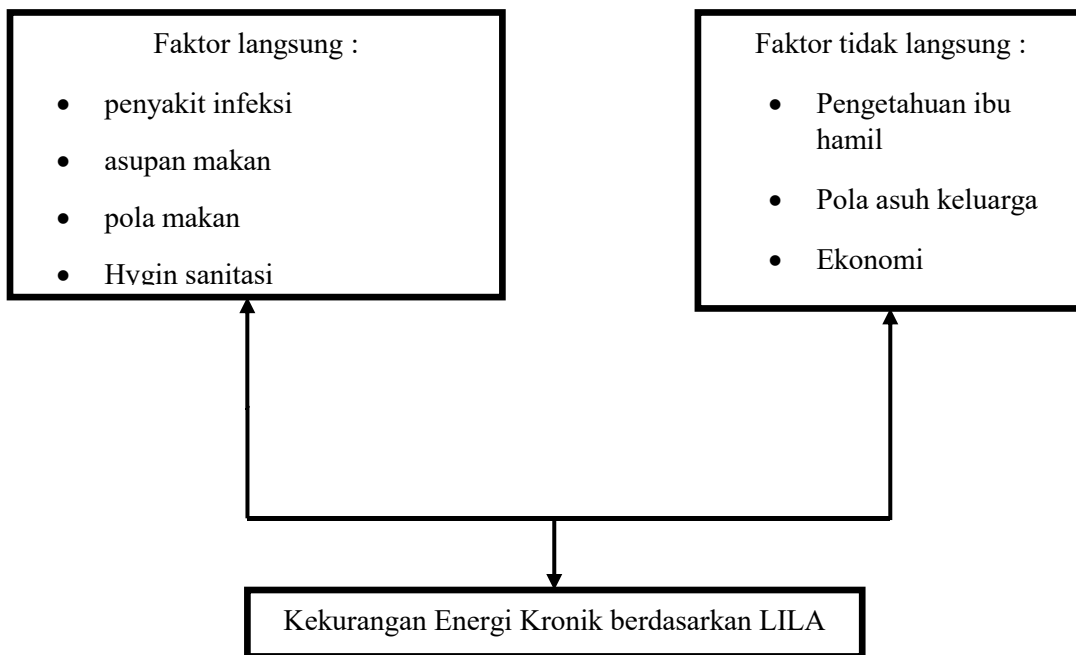 Faktor langsung :
• penyakit infeksi
• asupan makan
• pola makan
• Hygin sanitasi
Faktor tidak langsung :
• Pengetahuan ibu
hamil
• Pola asuh keluarga
• Ekonomi
Kekurangan Energi Kronik berdasarkan LILA